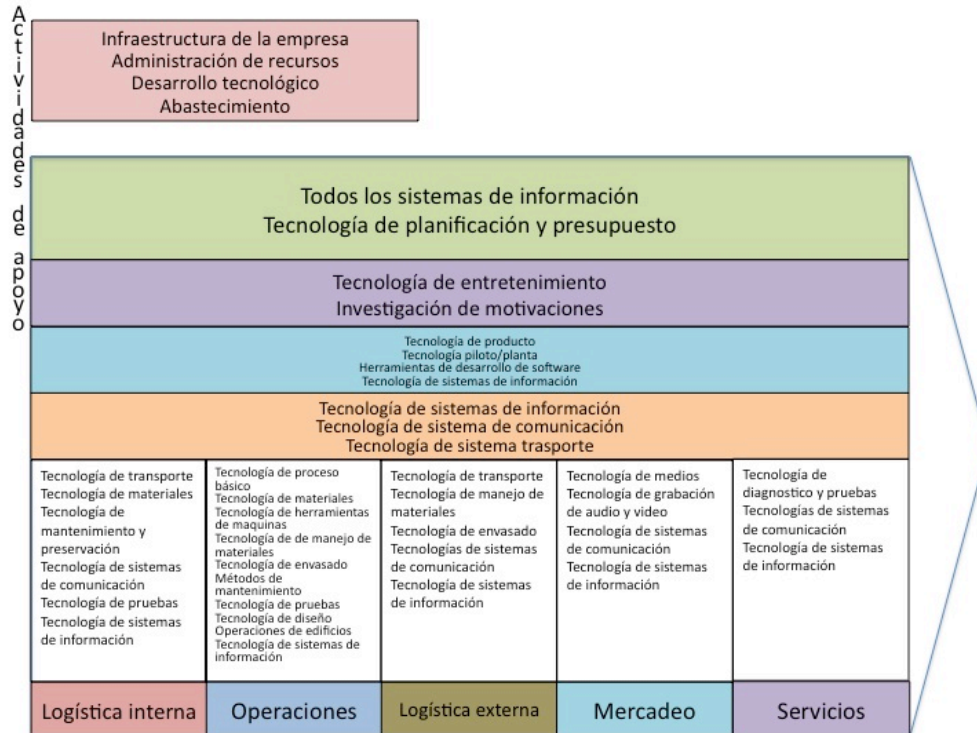 Actividades de apoyo
Infraestructura de la empresa
Administración de recursos
Desarrollo tecnológico
Abastecimiento
Todos los sistemas de información
Tecnología de planificación y presupuesto
Tecnología de entretenimiento
Investigación de motivaciones
Tecnología de producto
Tecnología piloto/planta
Herramientas de desarrollo de software
Tecnología de sistemas de información
Tecnología de sistemas de información
Tecnología de sistema de comunicación
Tecnología de sistema trasporte
Tecnología de transporte
Tecnología de materiales
Tecnología de
mantenimiento y
preservación
Tecnología de sistemas
de comunicación
Tecnología de pruebas
Tecnología de sistemas
de información
Tecnología de proceso
básico
Tecnología de materiales
Tecnología de herramientas
de maquinas
Tecnología de de manejo de
materiales
Tecnología de envasado
Métodos de
mantenimiento
Tecnología de pruebas
Tecnología de diseño
Operaciones de edificios
Tecnología de sistemas de
información
Tecnología de transporte
Tecnología de manejo de
materiales
Tecnología de envasado
Tecnologías de sistemas
de comunicación
Tecnología de sistemas
de información
Tecnología de medios
Tecnología de grabación
de audio y video
Tecnología de sistemas
de comunicación
Tecnología de sistemas
de información
Tecnología de
diagnostico y pruebas
Tecnologías de sistemas
de comunicación
Tecnología de sistemas
de información
Logística interna
Operaciones
Logística externa
Mercadeo
Servicios